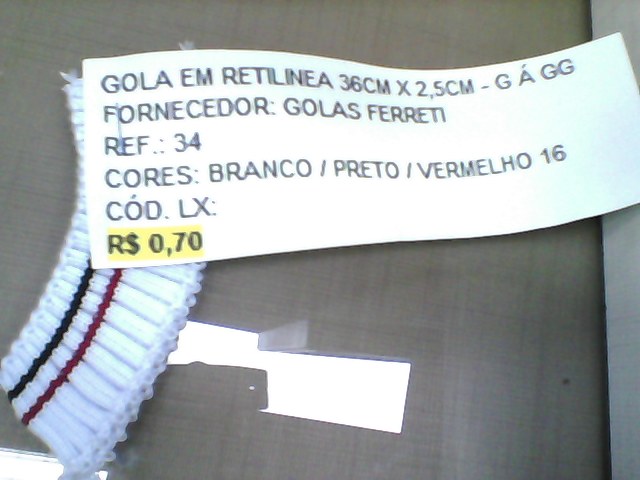 GOLA EM RETILINEA 36CM X 2,5CM - G Á GG
FORNECEDOR: GOLAS FERRETI
REF.: 34
CORES: BRANCO / PRETO / VERMELHO 16
CÓD. LX:
R$ 0,70